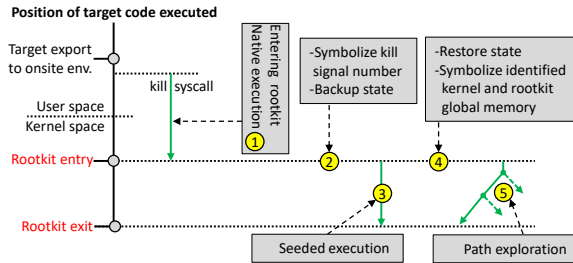 Position of target code executed
Target export
to onsite env.
User space
Kernel space
Rootkit entry
Rootkit exit
kill syscall
Entering rootkit
Native execution
1
-Symbolize kill
signal number
-Backup state
2
3
Seeded execution
-Restore state
-Symbolize identified
kernel and rootkit
global memory
4
5
Path exploration